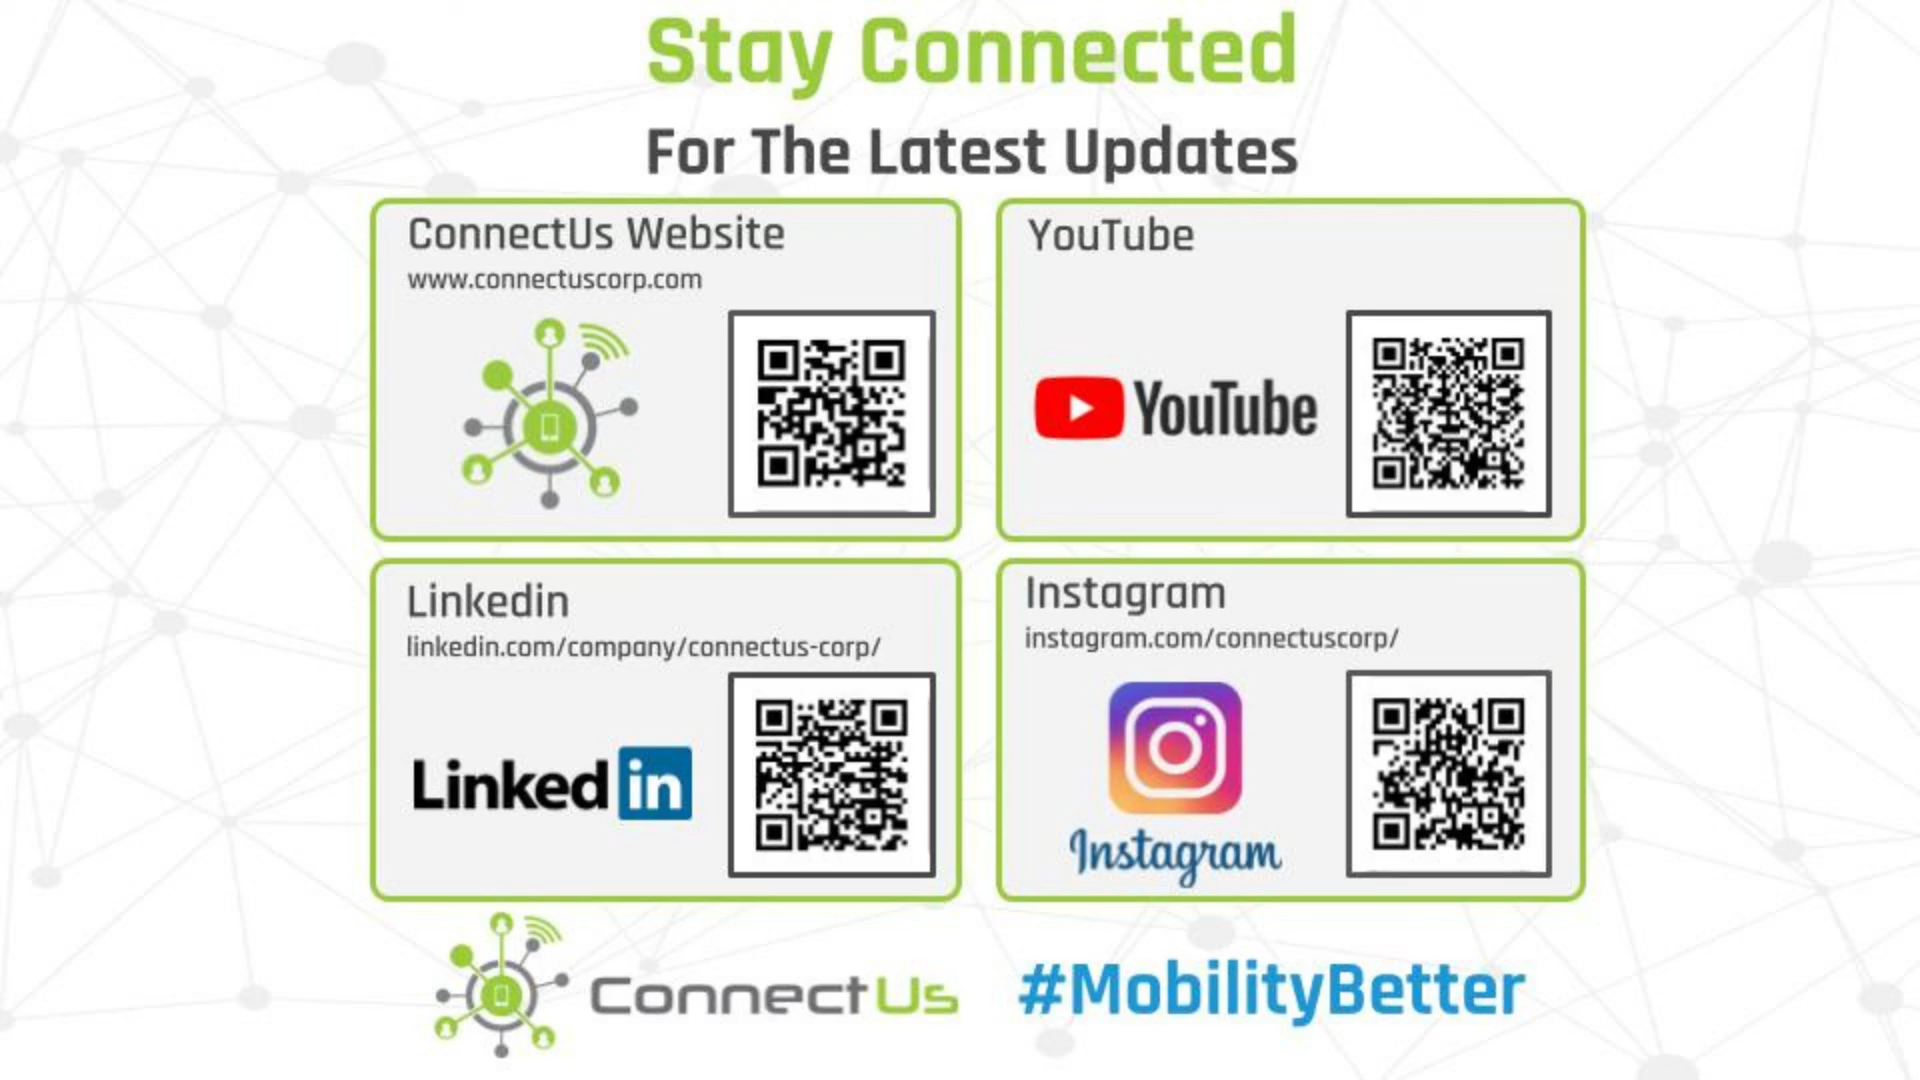 Stay Connected
For The Latest Updates
ConnectUs Website
www.connectuscorp.com
YouTube
YouTube
Linkedin
linkedin.com/company/connectus-corp/
Linked in
Instagram
instagram.com/connectuscorp/
Instagram
ConnectUs
#MobilityBetter